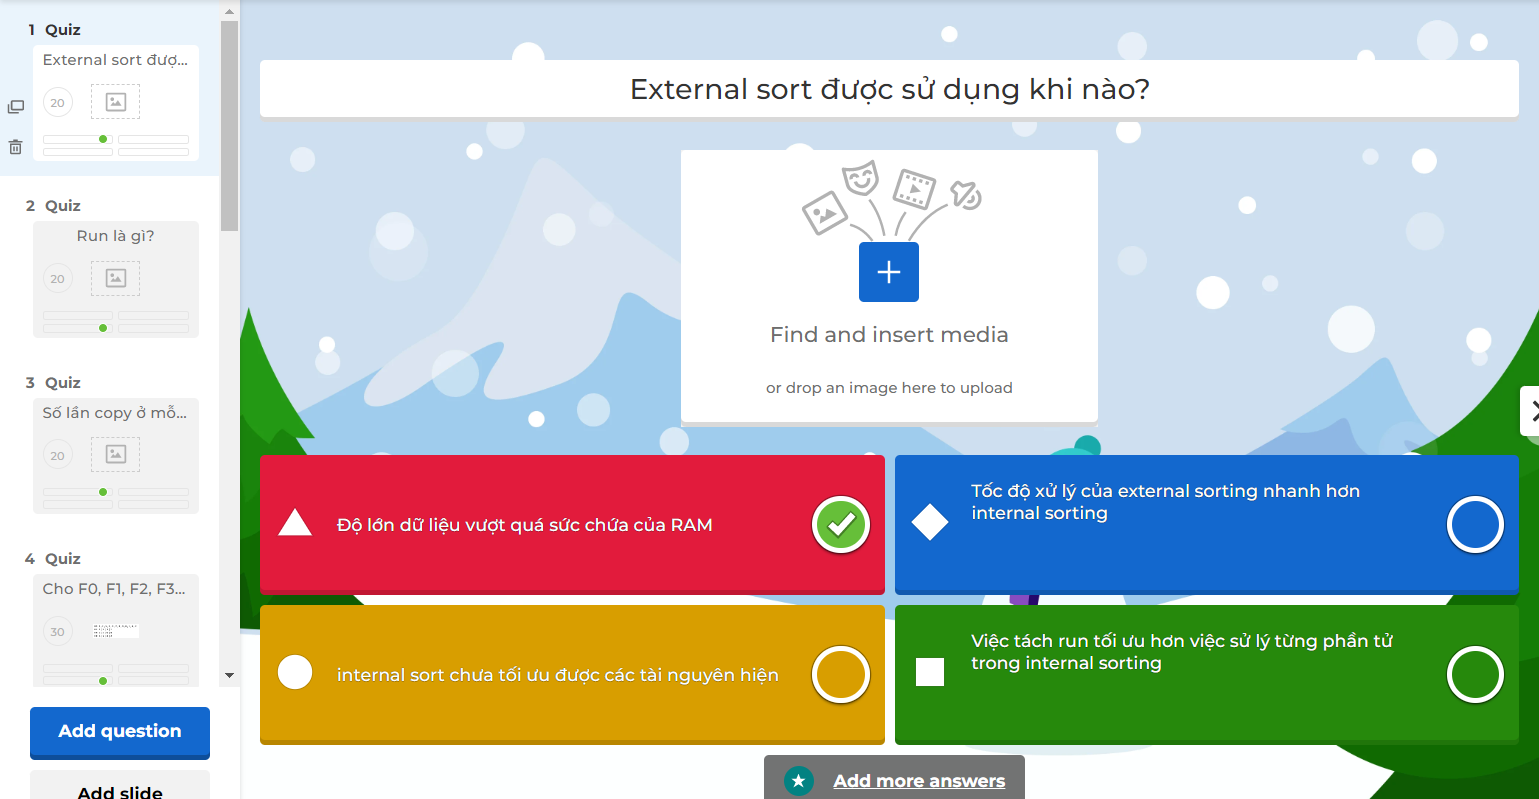 1 Quiz
External sort đượ...
20
2 Quiz
Run là gì?
20
3 Quiz
Số lần copy ở mỗ...
20
4 Quiz
Cho F0, F1, F2, F3...
30
Add question
Add slide
External sort được sử dụng khi nào?
Find and insert media
or drop an image here to upload
Độ lớn dữ liệu vượt quá sức chứa của RAM
Tốc độ xử lý của external sorting nhanh hơn
internal sorting
internal sort chưa tối ưu được các tài nguyên hiện
Việc tách run tối ưu hơn việc sử lý từng phần tử
trong internal sorting
Add more answers